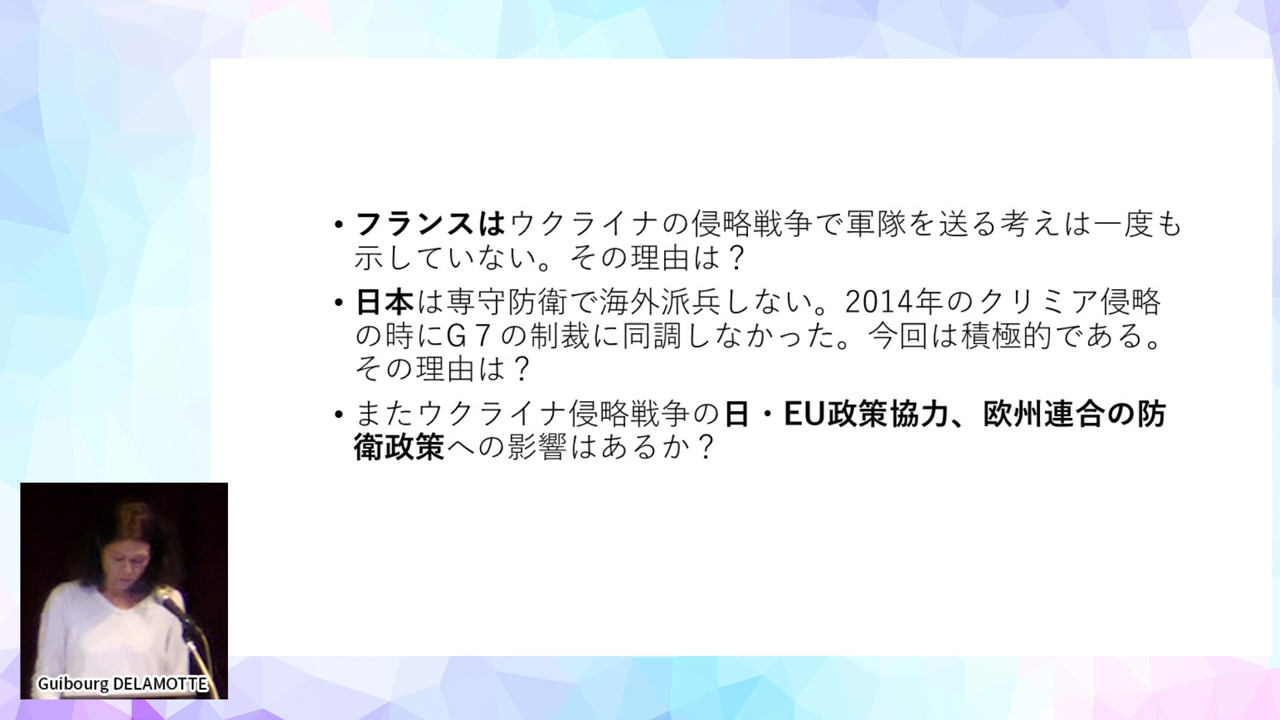 • フランスはウクライナの侵略戦争で軍隊を送る考えは一度も
示していない。その理由は？
• 日本は専守防衛で海外派兵しない。2014年のクリミア侵略
の時にG７の制裁に同調しなかった。今回は積極的である。
その理由は？
• またウクライナ侵略戦争の日・EU政策協力、欧州連合の防
衛政策への影響はあるか？
Guibourg DELAMOTTE